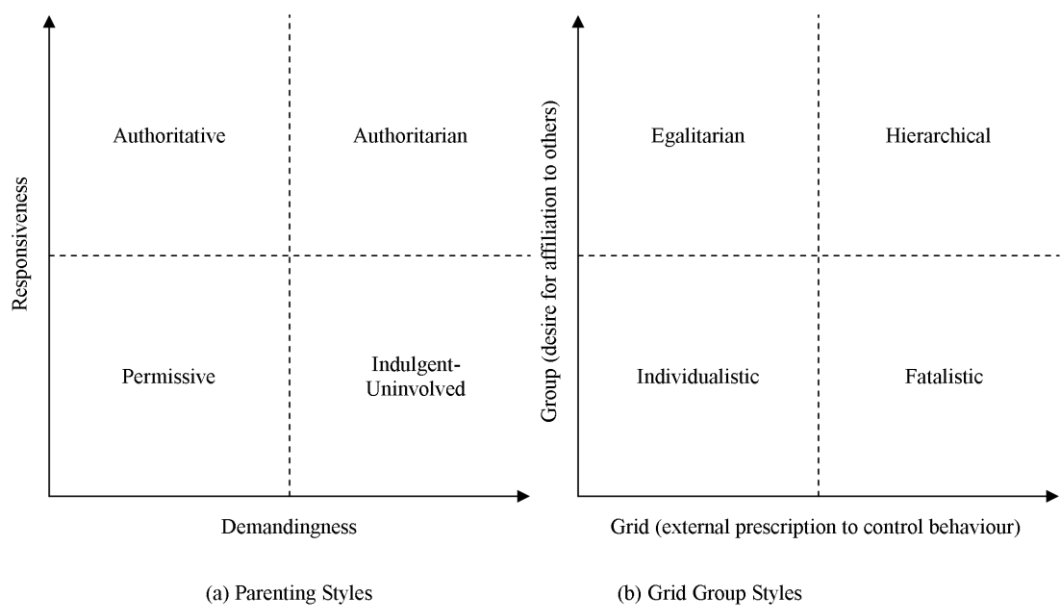 Responsiveness
Authoritative
Authoritarian
Permissive
Indulgent-
Uninvolved
Demandingness
(a) Parenting Styles
Group (desire for affiliation to others)
Egalitarian
Hierarchical
Individualistic
Fatalistic
Grid (external prescription to control behaviour)
(b) Grid Group Styles